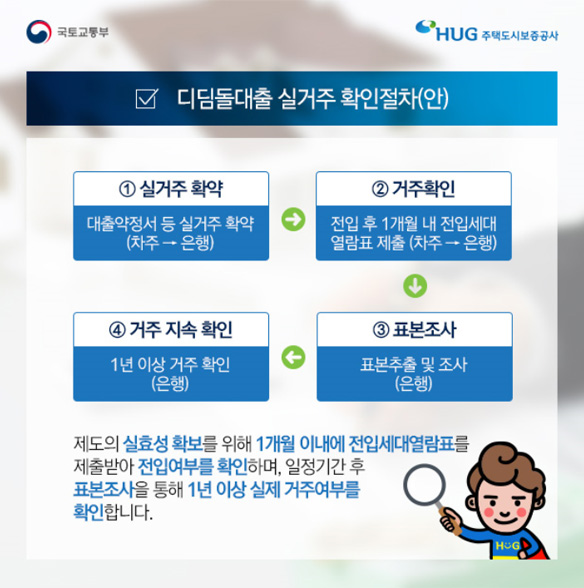 국토교통부
HUG 주택도시보증공사
디딤돌대출 실거주 확인절차(안)
① 실거주 확약
대출약정서 등 실거주 확약
(차주 → 은행)
② 거주확인
전입 후 1개월 내 전입세대
열람표 제출 (차주 → 은행)
④ 거주 지속 확인
1년 이상 거주 확인
(은행)
③ 표본조사
표본추출 및 조사
(은행)
제도의 실효성 확보를 위해 1개월 이내에 전입세대열람표를
제출받아 전입여부를 확인하며, 일정기간 후
표본조사을 통해 1년 이상 실제 거주여부를
확인합니다.
HUG